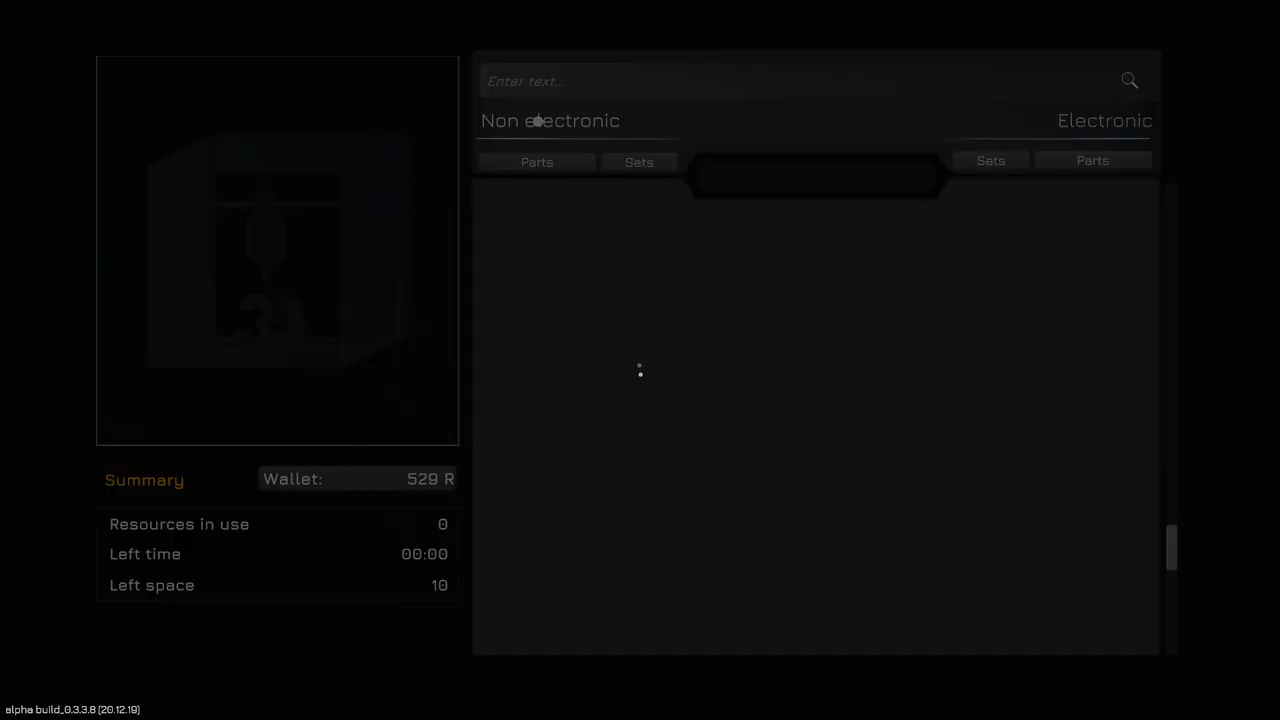 Enter text...
Non electronic
Electronic
Parts
Sets
Sets
Parts
Summary
Wallet: 529 R
Resources in use 0
Left time 00:00
Left space 10
alpha build_0.3.3.8 [20.12.19]